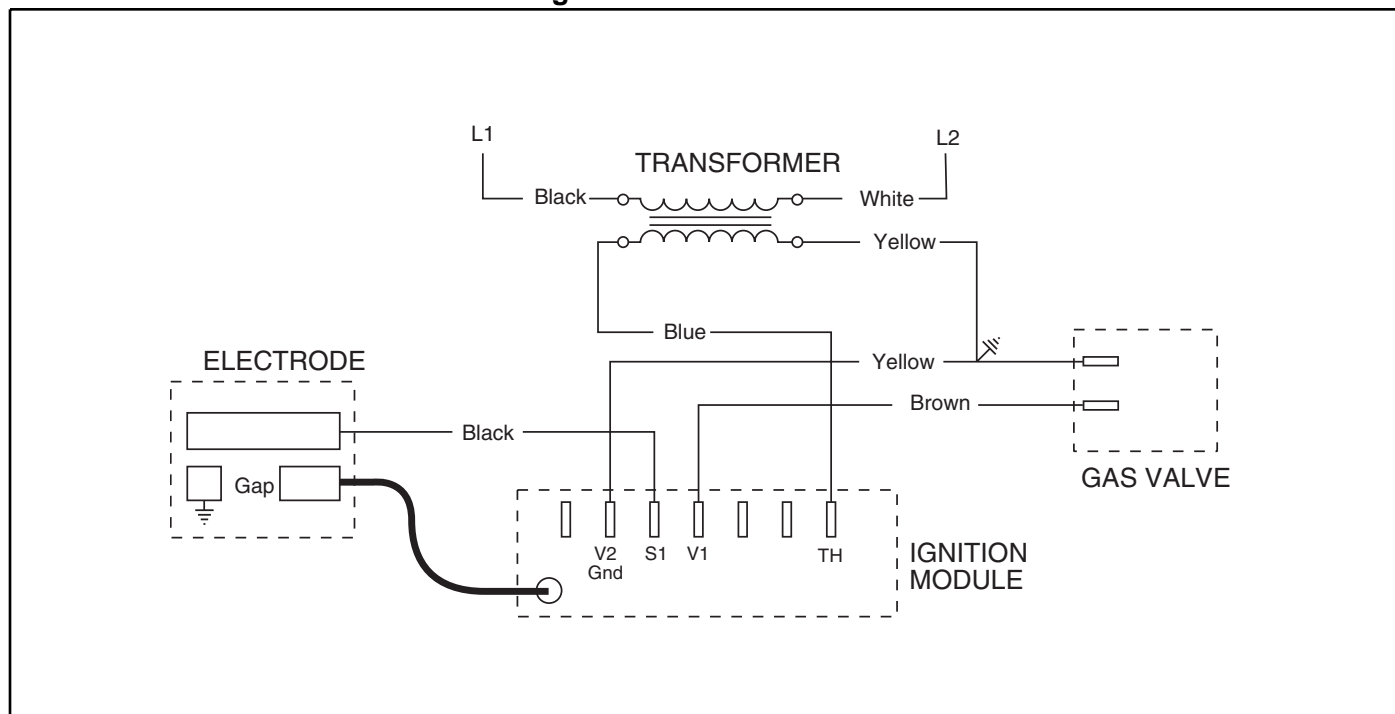 g
L1
L2
TRANSFORMER
Black
White
Yellow
Blue
ELECTRODE
Yellow
Brown
Black
Gap
GAS VALVE
V2
Gnd
S1
V1
TH
IGNITION
MODULE